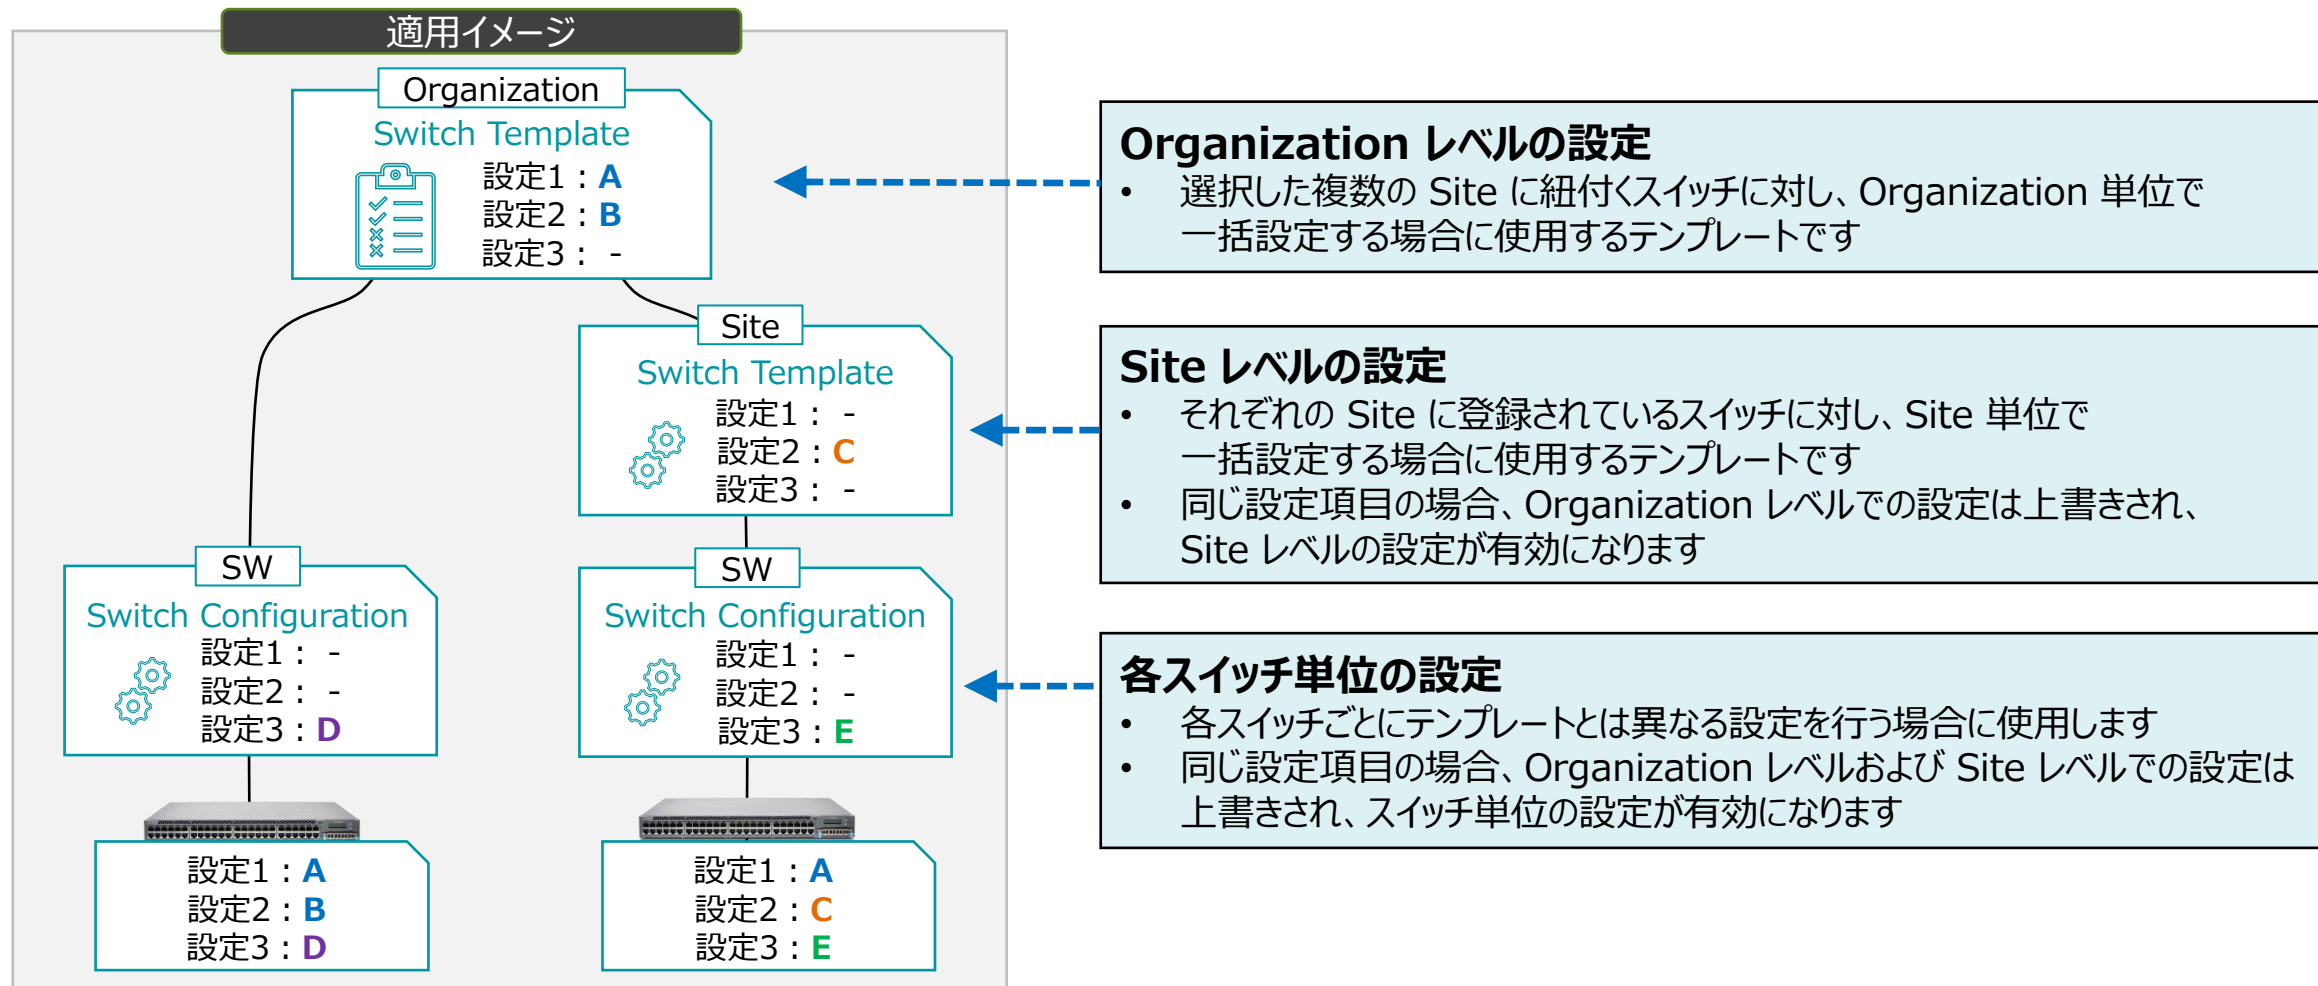 適用イメージ
Organization
Switch Template
設定1：A
設定2：B
設定3： -
Site
Switch Template
設定1： -
設定2：C
設定3： -
SW
Switch Configuration
設定1： -
設定2： -
設定3：D
SW
Switch Configuration
設定1： -
設定2： -
設定3：E
設定1：A
設定2：B
設定3：D
設定1：A
設定2：C
設定3：E
Organization レベルの設定
• 選択した複数の Site に紐付くスイッチに対し、Organization 単位で
一括設定する場合に使用するテンプレートです
Site レベルの設定
• それぞれの Site に登録されているスイッチに対し、Site 単位で
一括設定する場合に使用するテンプレートです
• 同じ設定項目の場合、Organization レベルでの設定は上書きされ、
Site レベルの設定が有効になります
各スイッチ単位の設定
• 各スイッチごとにテンプレートとは異なる設定を行う場合に使用します
• 同じ設定項目の場合、Organization レベルおよび Site レベルでの設定は
上書きされ、スイッチ単位の設定が有効になります